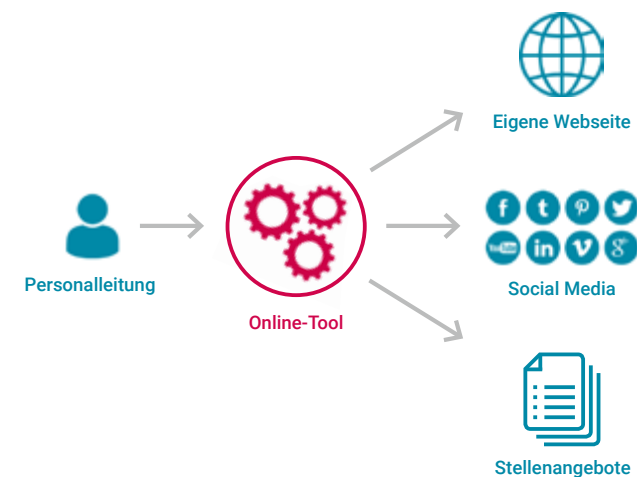 Eigene Webseite
Personalleitung
Online-Tool
Social Media
Stellenangebote